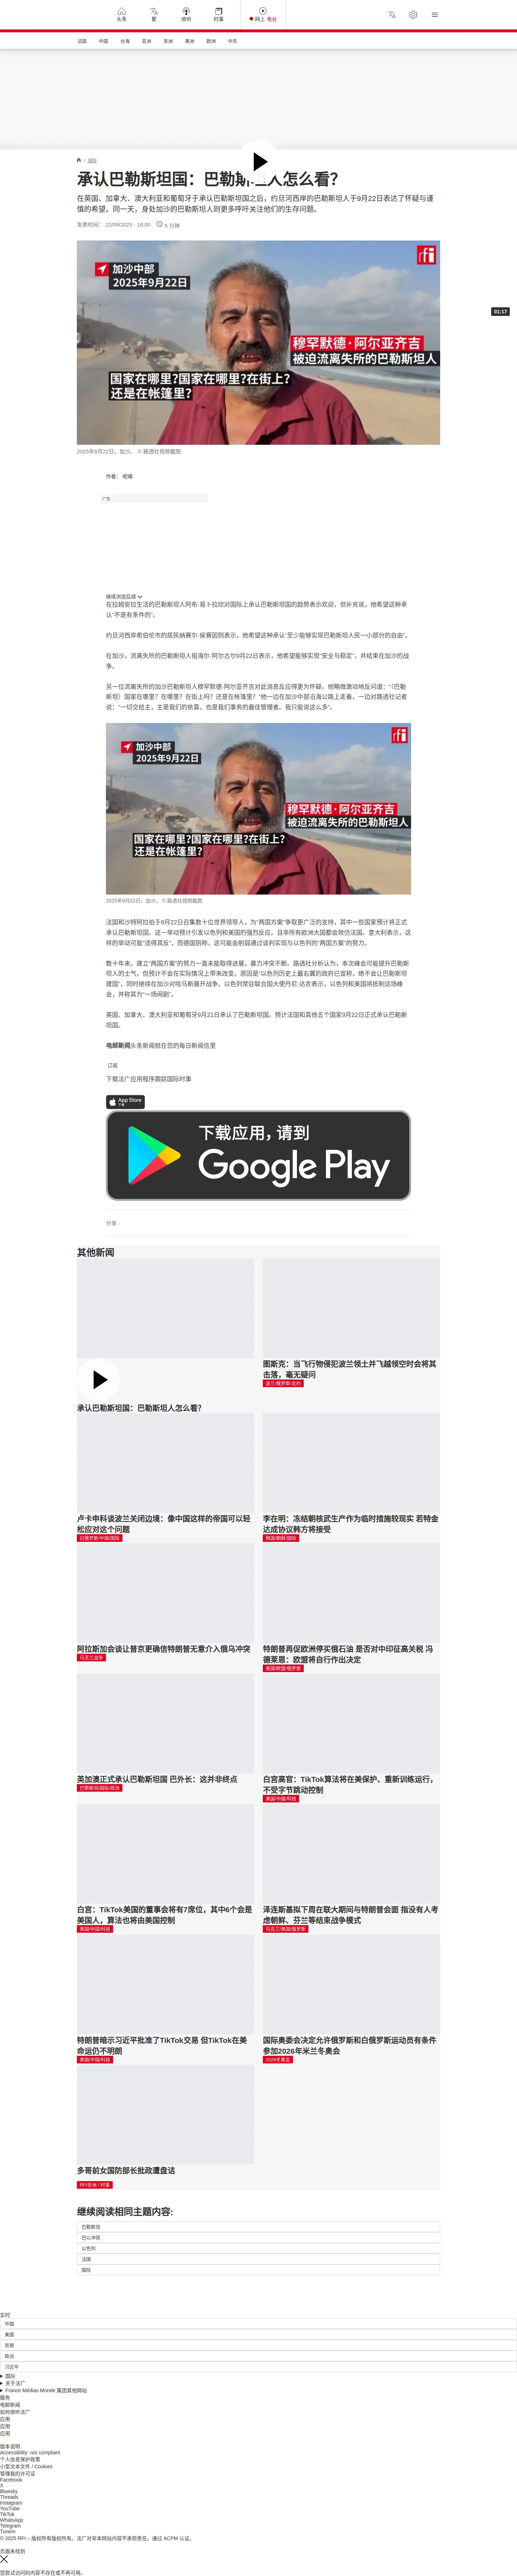 头条
繁
收听
时事
网上 电台
法国 中国 台海 亚洲 非洲 美洲 欧洲 中东
/ 国际
承认巴勒斯坦国：巴勒斯坦人怎么看?
在英国、加拿大、澳大利亚和葡萄牙于承认巴勒斯坦国之后，约旦河西岸的巴勒斯坦人于9月22日表达了怀疑与谨
慎的希望。同一天，身处加沙的巴勒斯坦人则更多呼吁关注他们的生存问题。
发表时间： 22/09/2025 - 18:00 5 分钟
rfi
加沙中部
2025年9月22日
穆罕默德·阿尔亚齐吉
被迫流离失所的巴勒斯坦人
国家在哪里?国家在哪里?在街上?
还是在帐篷里?
01:17
2025年9月22日，加沙。 © 路透社视频截图
作者： 呢喃
广告
继续浏览后续
在拉姆安拉生活的巴勒斯坦人阿布·易卜拉欣对国际上承认巴勒斯坦国的趋势表示欢迎，但补充说，他希望这种承
认“不是有条件的”。
约旦河西岸希伯伦市的居民纳赛尔·侯赛因则表示，他希望这种承认“至少能够实现巴勒斯坦人民一小部分的自由”。
在加沙，流离失所的巴勒斯坦人祖海尔·阿尔古尔9月22日表示，他希望能够实现“安全与稳定”，并结束在加沙的战
争。
另一位流离失所的加沙巴勒斯坦人穆罕默德·阿尔亚齐吉对此消息反应得更为怀疑。他略微激动地反问道：“（巴勒
斯坦）国家在哪里？在哪里？在街上吗？还是在帐篷里？”他一边在加沙中部沿海公路上走着，一边对路透社记者
说：“一切交给主，主是我们的依靠，也是我们事务的最佳管理者。我只能说这么多”。
rfi
加沙中部
2025年9月22日
穆罕默德·阿尔亚齐吉
被迫流离失所的巴勒斯坦人
国家在哪里?国家在哪里?在街上?
还是在帐篷里?
2025年9月22日，加沙。 © 路透社视频截图
法国和沙特阿拉伯于9月22日召集数十位世界领导人，为“两国方案”争取更广泛的支持，其中一些国家预计将正式
承认巴勒斯坦国。这一举动预计引发以色列和美国的强烈反应。且非所有欧洲大国都会效仿法国。意大利表示，这
样的举动可能“适得其反”，而德国则称，这可能会削弱通过谈判实现与以色列的“两国方案”的努力。
数十年来，建立“两国方案”的努力一直未能取得进展，暴力冲突不断。路透社分析认为，本次峰会可能提升巴勒斯
坦人的士气，但预计不会在实际情况上带来改变。原因是“以色列历史上最右翼的政府已宣称，绝不会让巴勒斯坦
建国”，同时继续在加沙对哈马斯展开战争。以色列常驻联合国大使丹尼·达农表示，以色列和美国将抵制这场峰
会，并称其为“一场闹剧”。
英国、加拿大、澳大利亚和葡萄牙9月21日承认了巴勒斯坦国。预计法国和其他五个国家9月22日正式承认巴勒斯
坦国。
电邮新闻头条新闻就在您的每日新闻信里
订阅
下载法广应用程序跟踪国际时事
App Store
下载
下载应用，请到
Google Play
分享 :
其他新闻
图斯克：当飞行物侵犯波兰领土并飞越领空时会将其
击落，毫无疑问
波兰/俄罗斯/北约
承认巴勒斯坦国：巴勒斯坦人怎么看?
卢卡申科谈波兰关闭边境：像中国这样的帝国可以轻
松应对这个问题
白俄罗斯/中国/国际
李在明：冻结朝核武生产作为临时措施较现实 若特金
达成协议韩方将接受
韩国/朝鲜/国际
阿拉斯加会谈让普京更确信特朗普无意介入俄乌冲突
乌克兰战争
特朗普再促欧洲停买俄石油 是否对中印征高关税 冯
德莱恩：欧盟将自行作出决定
美国/欧盟/俄罗斯
英加澳正式承认巴勒斯坦国 巴外长：这并非终点
巴勒斯坦/国际/政治
白宫高官：TikTok算法将在美保护、重新训练运行，
不受字节跳动控制
美国/中国/科技
白宫：TikTok美国的董事会将有7席位，其中6个会是
美国人，算法也将由美国控制
美国/中国/科技
泽连斯基拟下周在联大期间与特朗普会面 指没有人考
虑朝鲜、芬兰等结束战争模式
乌克兰/美国/俄罗斯
特朗普暗示习近平批准了TikTok交易 但TikTok在美
命运仍不明朗
美国/中国/科技
国际奥委会决定允许俄罗斯和白俄罗斯运动员有条件
参加2026年米兰冬奥会
2026冬奥会
多哥前女国防部长批政遭盘诘
RFI非洲 / 时事
继续阅读相同主题内容:
巴勒斯坦
巴以冲突
以色列
法国
国际
实时
中国
美国
贸易
政治
习近平
国际
关于法广
France Médias Monde 集团其他网站
服务
电邮新闻
如何收听法广
应用
应用
应用
版本说明
Accessibility: not compliant
个人信息保护政策
小型文本文件 / Cookies
管理我的许可证
Facebook
X
Bluesky
Threads
Instagram
YouTube
TikTok
WhatsApp
Telegram
TuneIn
© 2025 RFI – 版权所有版权所有。法广对非本网站内容不承担责任。通过 ACPM 认证。
页面未找到
您尝试访问的内容不存在或不再可用。